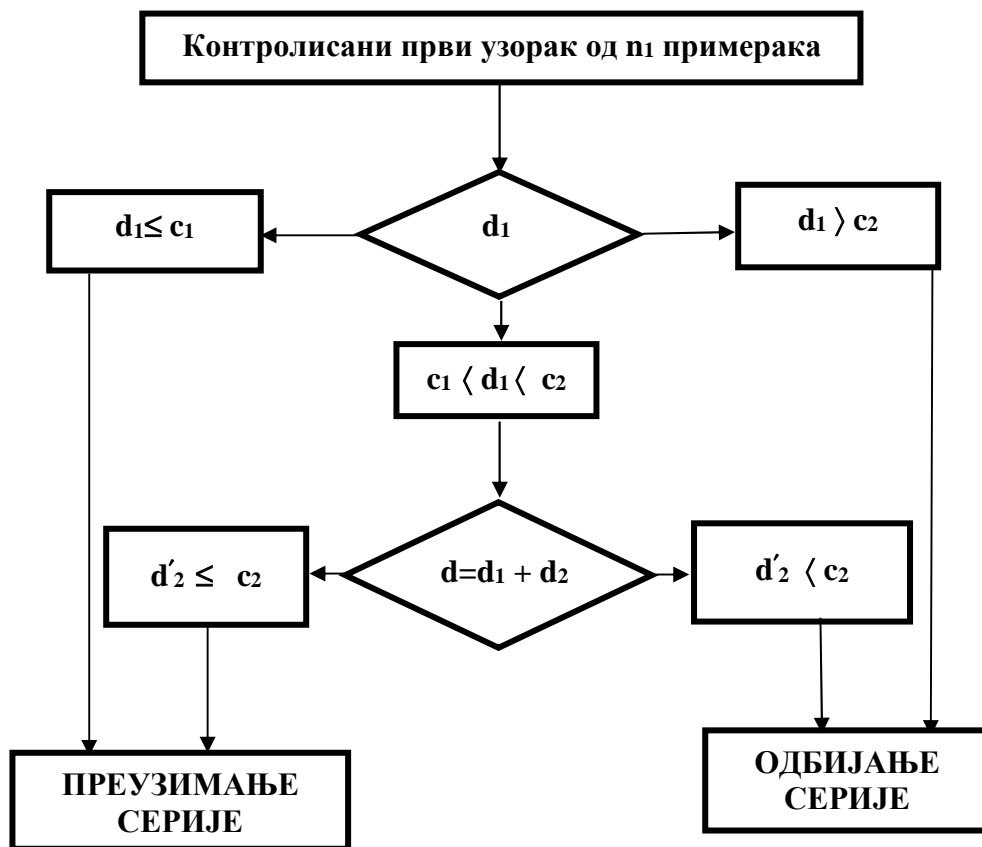 Контролисани први узорак од n₁ примерака
d₁≤ c₁
d₁
d₁ 〉c₂
c₁ 〈 d₁〈 c₂
d′₂ ≤ c₂
d=d₁ + d₂
d′₂ 〈 c₂
ПРЕУЗИМАЊЕ
СЕРИЈЕ
ОДБИЈАЊЕ
СЕРИЈЕ